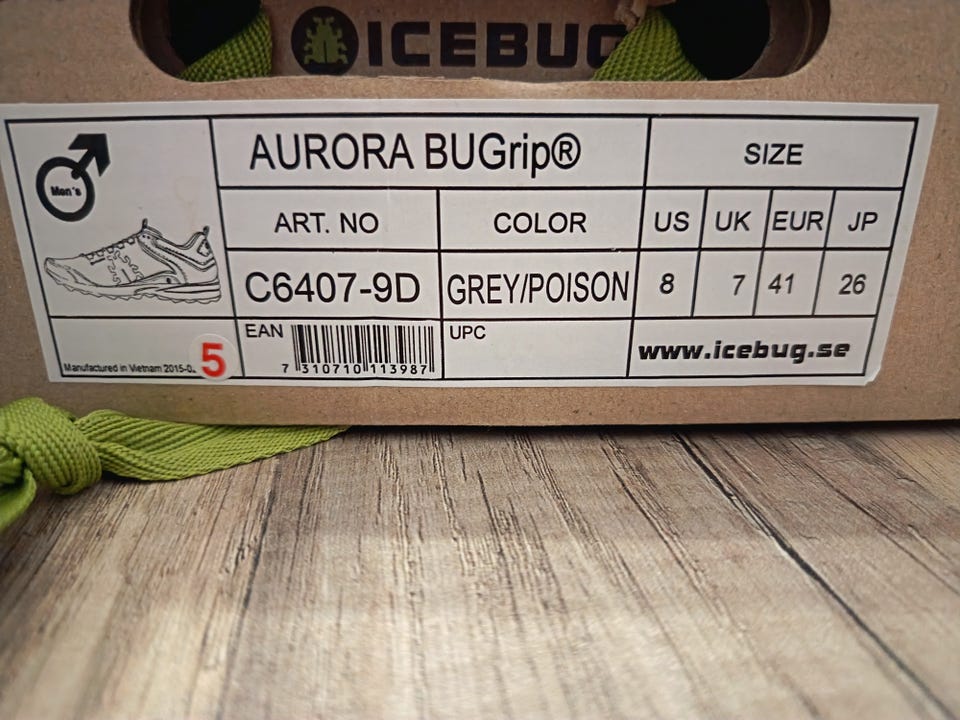 ICEBUG
Men's
AURORA BUGrip®
SIZE
ART. NO
COLOR
US
UK
EUR
JP
C6407-9D
GREY/POISON
8
7
41
26
EAN
7 310710 113987
UPC
www.icebug.se
Manufactured in Vietnam 2015-0
5